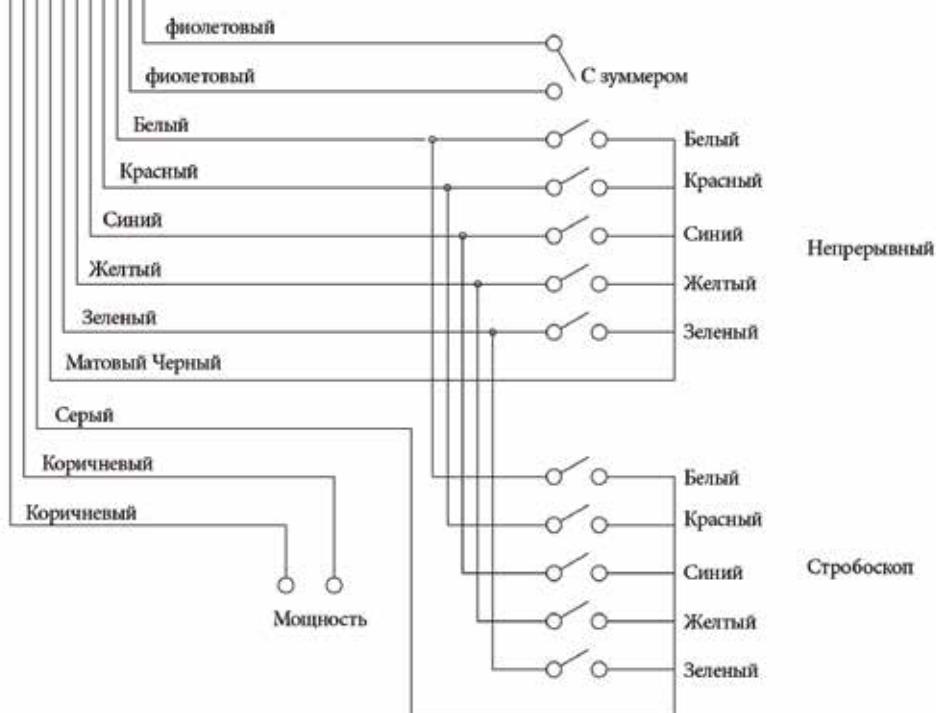 фиолетовый
С зуммером
фиолетовый
Белый
Белый
Красный
Красный
Синий
Синий
Непрерывный
Желтый
Желтый
Зеленый
Зеленый
Матовый Черный
Серый
Коричневый
Белый
Коричневый
Красный
Синий
Стробоскоп
Мощность
Желтый
Зеленый